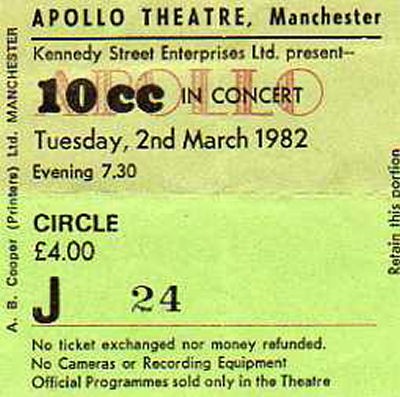 APOLLO THEATRE, Manchester
Kennedy Street Enterprises Ltd. present–
APOLLO
10cc IN CONCERT
Tuesday, 2nd March 1982
Evening 7.30
CIRCLE
£4.00
J 24
No ticket exchanged nor money refunded.
No Cameras or Recording Equipment
Official Programmes sold only in the Theatre
A. B. Cooper (Printers) Ltd. MANCHESTER
Retain this portion